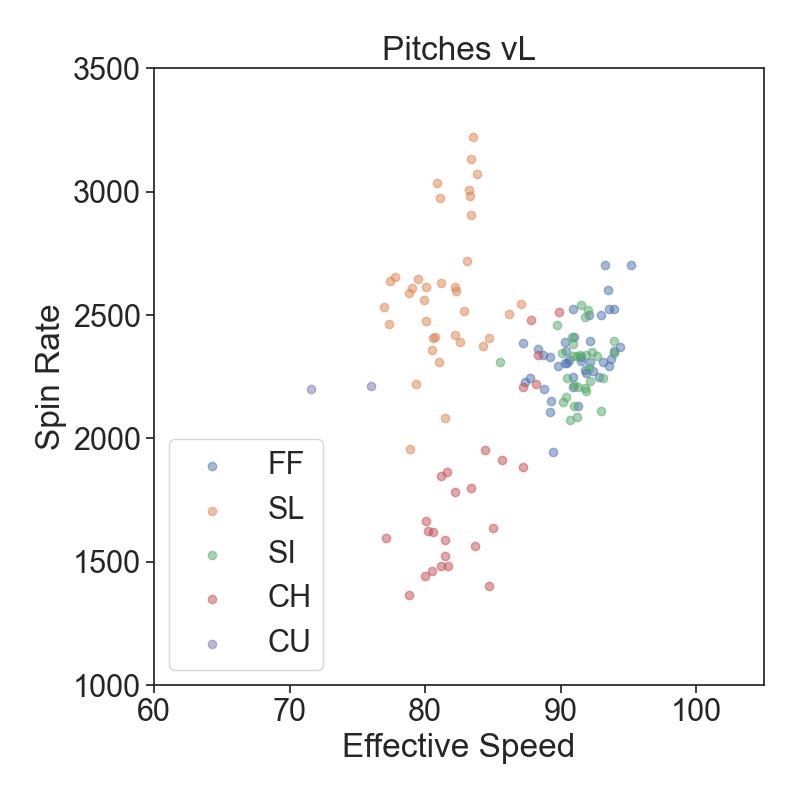 Pitches vL
3500
3000
2500
2000
1500
1000
Spin Rate
FF
SL
SI
CH
CU
60 70 80 90 100
Effective Speed